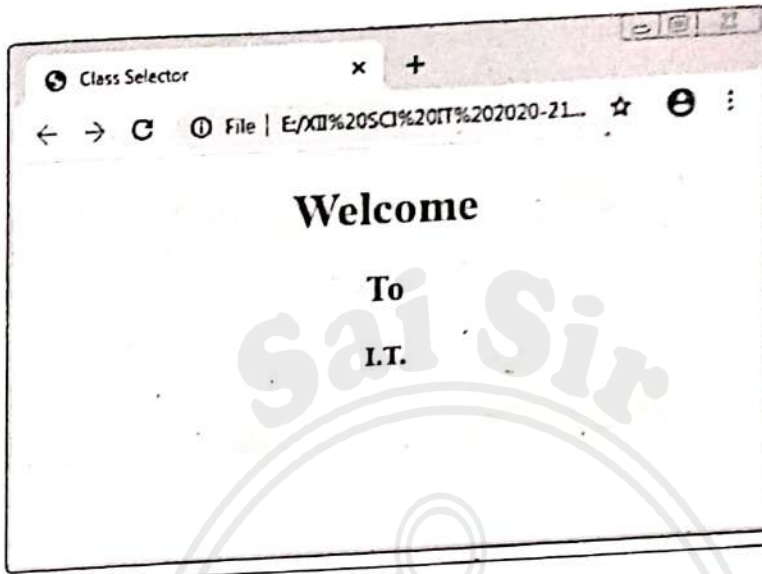 Class Selector × +
← → C ⓘ File | E:/XII%20SCI%20IT%202020-21... ☆ ⋮
Welcome
To
I.T.
Sai Sir